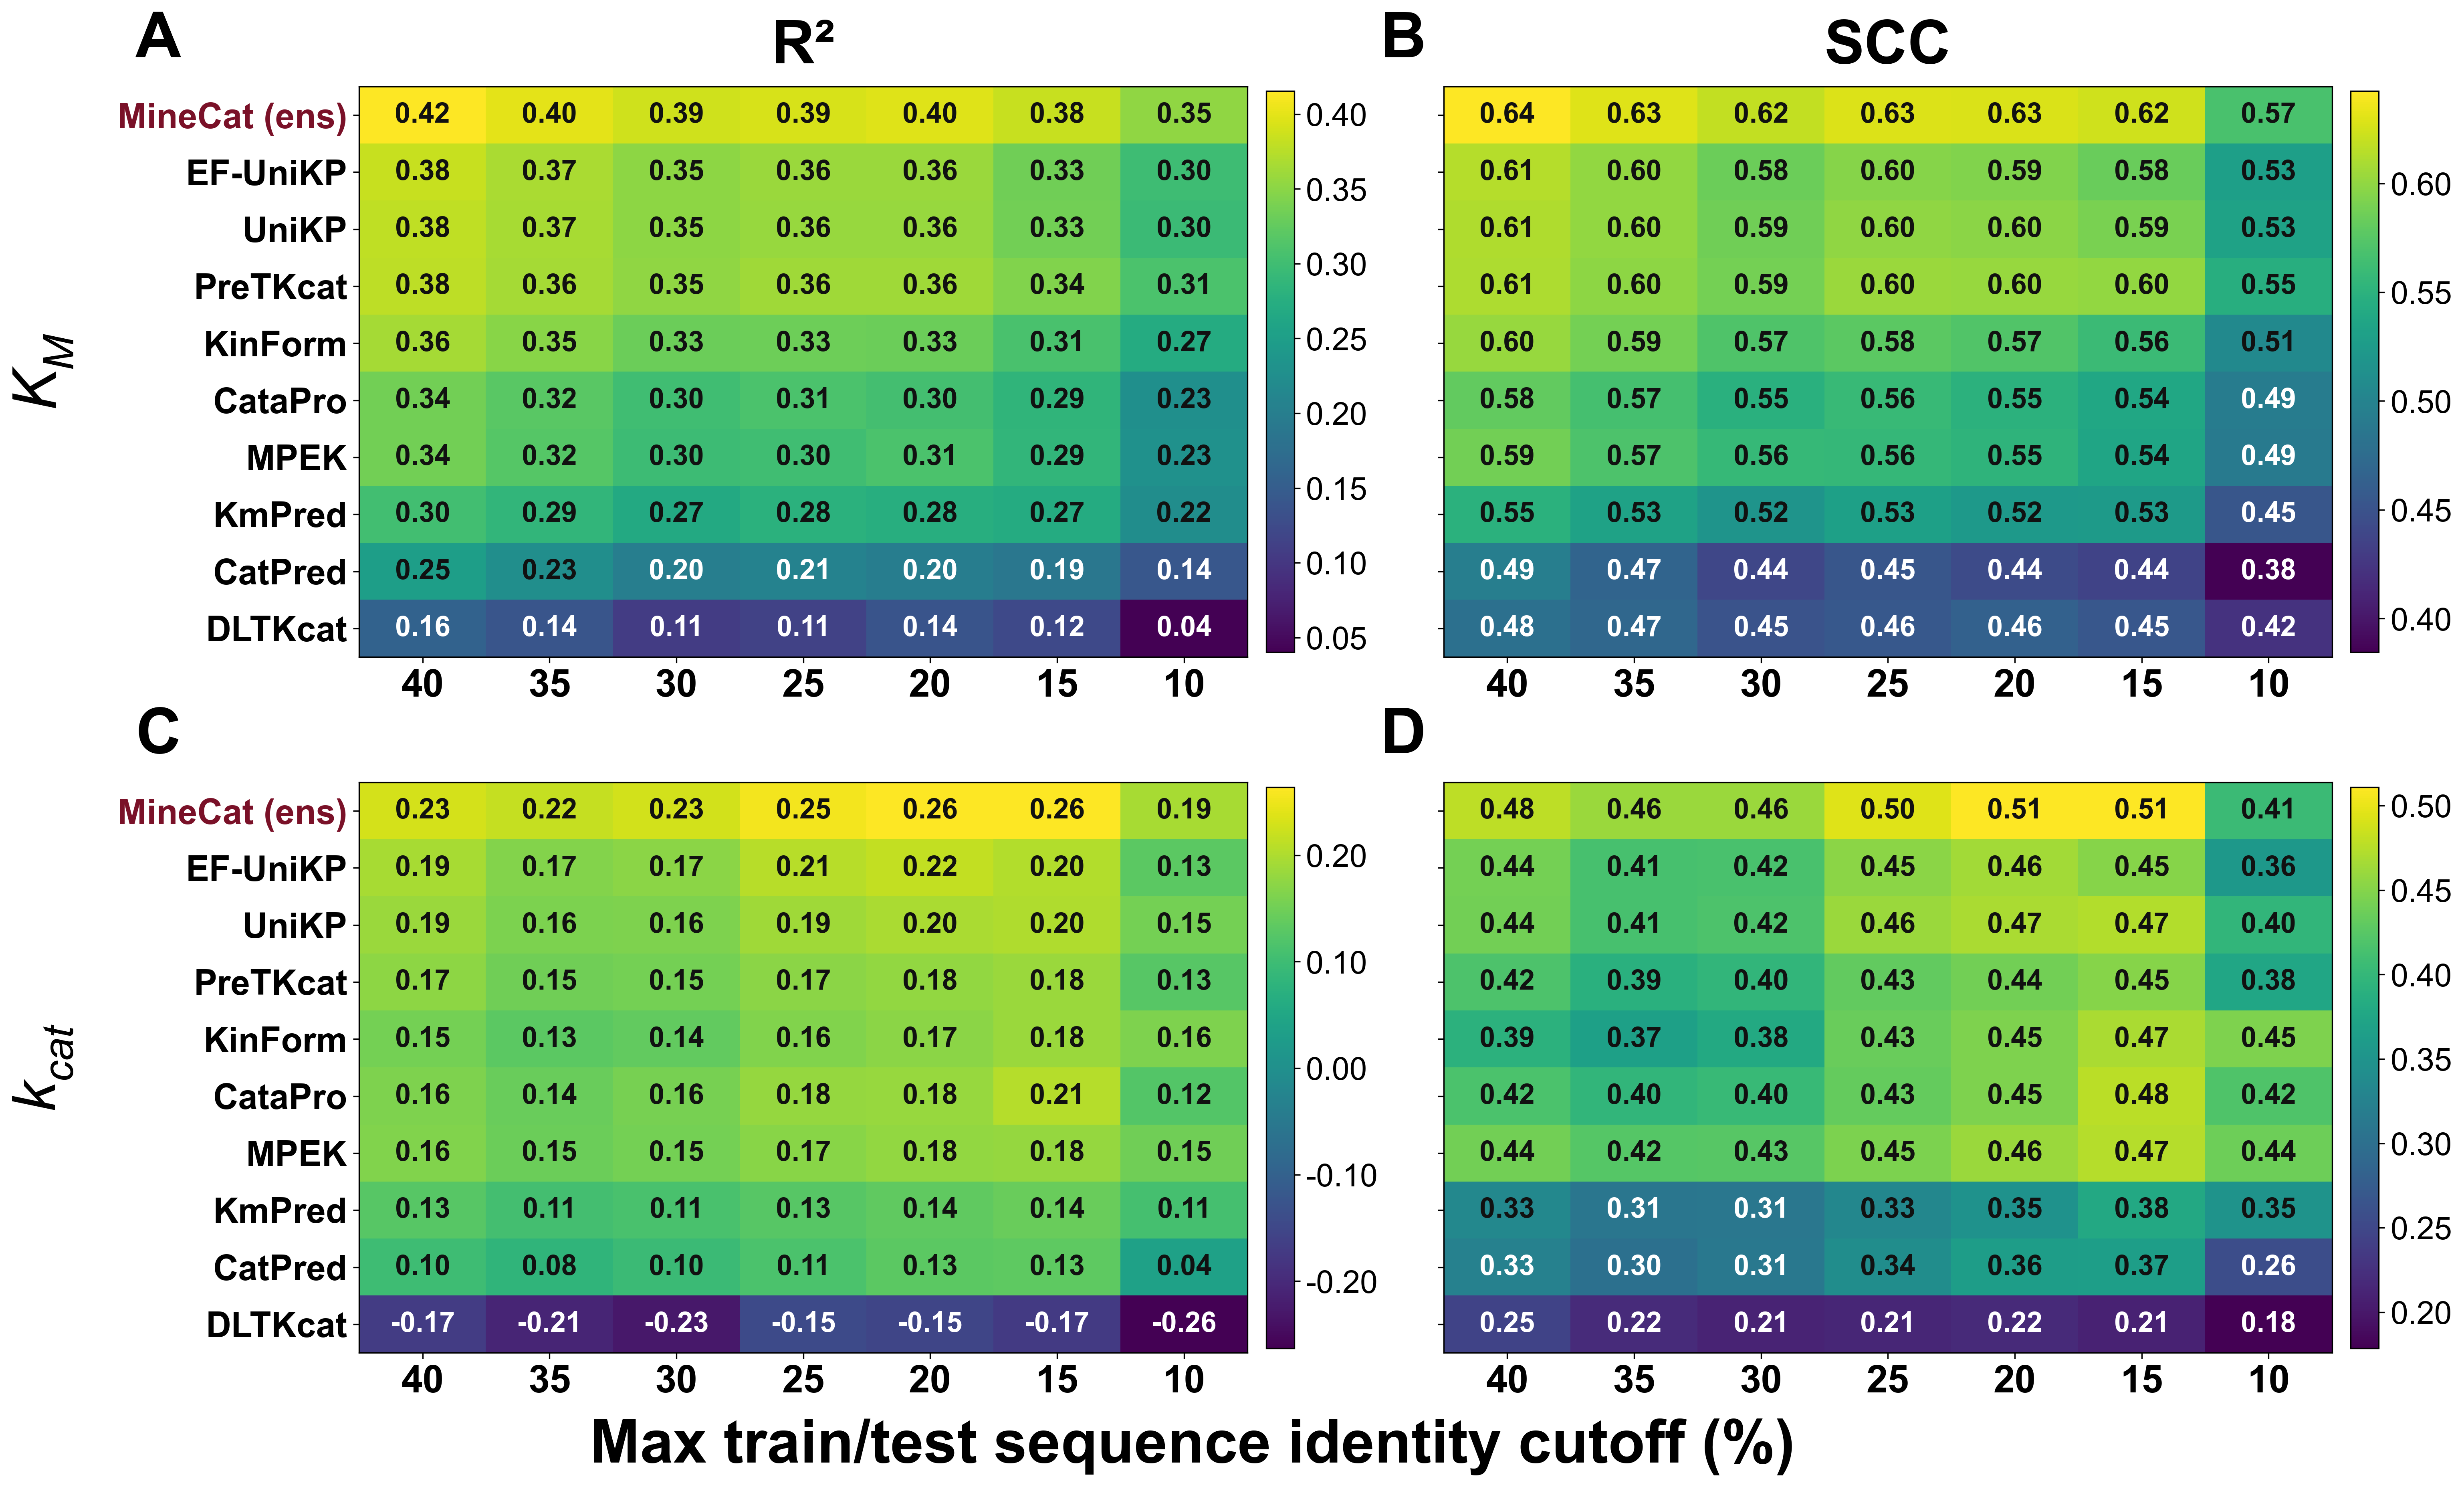 A
R²
B
SCC
K_M
MineCat (ens) 0.42 0.40 0.39 0.39 0.40 0.38 0.35
EF-UniKP 0.38 0.37 0.35 0.36 0.36 0.33 0.30
UniKP 0.38 0.37 0.35 0.36 0.36 0.33 0.30
PreTKcat 0.38 0.36 0.35 0.36 0.36 0.34 0.31
KinForm 0.36 0.35 0.33 0.33 0.33 0.31 0.27
CataPro 0.34 0.32 0.30 0.31 0.30 0.29 0.23
MPEK 0.34 0.32 0.30 0.30 0.31 0.29 0.23
KmPred 0.30 0.29 0.27 0.28 0.28 0.27 0.22
CatPred 0.25 0.23 0.20 0.21 0.20 0.19 0.14
DLTKcat 0.16 0.14 0.11 0.11 0.14 0.12 0.04
40 35 30 25 20 15 10
0.40
0.35
0.30
0.25
0.20
0.15
0.10
0.05
0.64 0.63 0.62 0.63 0.63 0.62 0.57
0.61 0.60 0.58 0.60 0.59 0.58 0.53
0.61 0.60 0.59 0.60 0.60 0.59 0.53
0.61 0.60 0.59 0.60 0.60 0.60 0.55
0.60 0.59 0.57 0.58 0.57 0.56 0.51
0.58 0.57 0.55 0.56 0.55 0.54 0.49
0.59 0.57 0.56 0.56 0.55 0.54 0.49
0.55 0.53 0.52 0.53 0.52 0.53 0.45
0.49 0.47 0.44 0.45 0.44 0.44 0.38
0.48 0.47 0.45 0.46 0.46 0.45 0.42
40 35 30 25 20 15 10
0.60
0.55
0.50
0.45
0.40
C
D
k_cat
MineCat (ens) 0.23 0.22 0.23 0.25 0.26 0.26 0.19
EF-UniKP 0.19 0.17 0.17 0.21 0.22 0.20 0.13
UniKP 0.19 0.16 0.16 0.19 0.20 0.20 0.15
PreTKcat 0.17 0.15 0.15 0.17 0.18 0.18 0.13
KinForm 0.15 0.13 0.14 0.16 0.17 0.18 0.16
CataPro 0.16 0.14 0.16 0.18 0.18 0.21 0.12
MPEK 0.16 0.15 0.15 0.17 0.18 0.18 0.15
KmPred 0.13 0.11 0.11 0.13 0.14 0.14 0.11
CatPred 0.10 0.08 0.10 0.11 0.13 0.13 0.04
DLTKcat -0.17 -0.21 -0.23 -0.15 -0.15 -0.17 -0.26
40 35 30 25 20 15 10
0.20
0.10
0.00
-0.10
-0.20
0.48 0.46 0.46 0.50 0.51 0.51 0.41
0.44 0.41 0.42 0.45 0.46 0.45 0.36
0.44 0.41 0.42 0.46 0.47 0.47 0.40
0.42 0.39 0.40 0.43 0.44 0.45 0.38
0.39 0.37 0.38 0.43 0.45 0.47 0.45
0.42 0.40 0.40 0.43 0.45 0.48 0.42
0.44 0.42 0.43 0.45 0.46 0.47 0.44
0.33 0.31 0.31 0.33 0.35 0.38 0.35
0.33 0.30 0.31 0.34 0.36 0.37 0.26
0.25 0.22 0.21 0.21 0.22 0.21 0.18
40 35 30 25 20 15 10
0.50
0.45
0.40
0.35
0.30
0.25
0.20
Max train/test sequence identity cutoff (%)